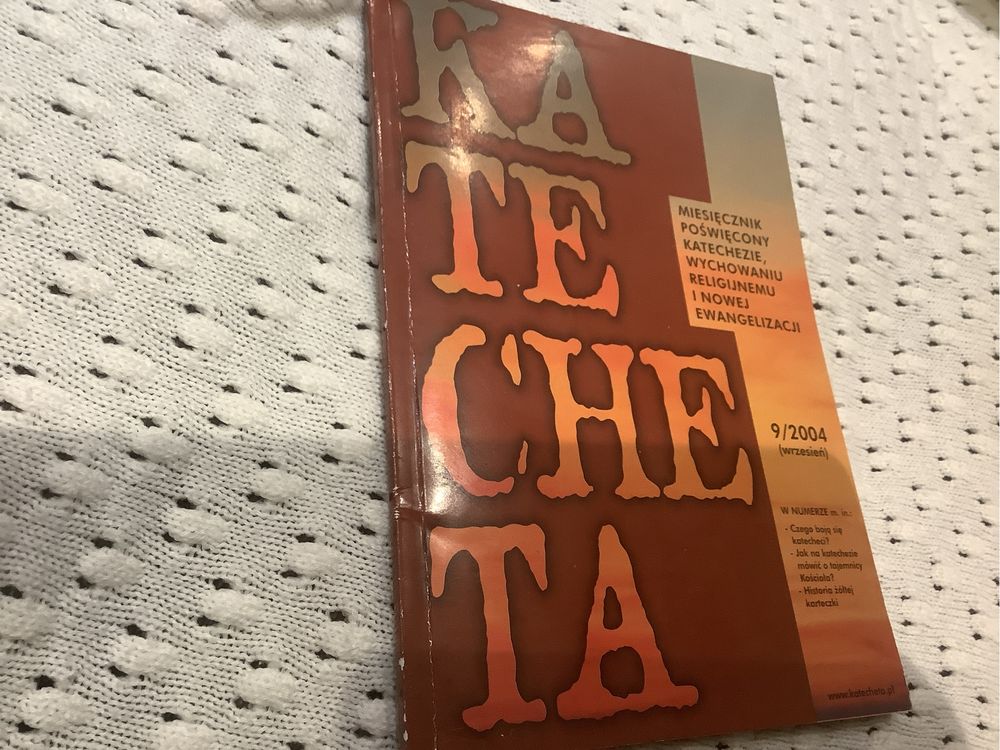 KA
TE
CHE
TA
MIESIĘCZNIK
POŚWIĘCONY
KATECHEZIE,
WYCHOWANIU
RELIGIJNEMU
I NOWEJ
EWANGELIZACJI
9/2004
(wrzesień)
W NUMERZE m. in.:
- Czego boją się
katecheci?
- Jak na katechezie
mówić o tajemnicy
Kościoła?
- Historia żółtej
karteczki
www.katecheta.pl